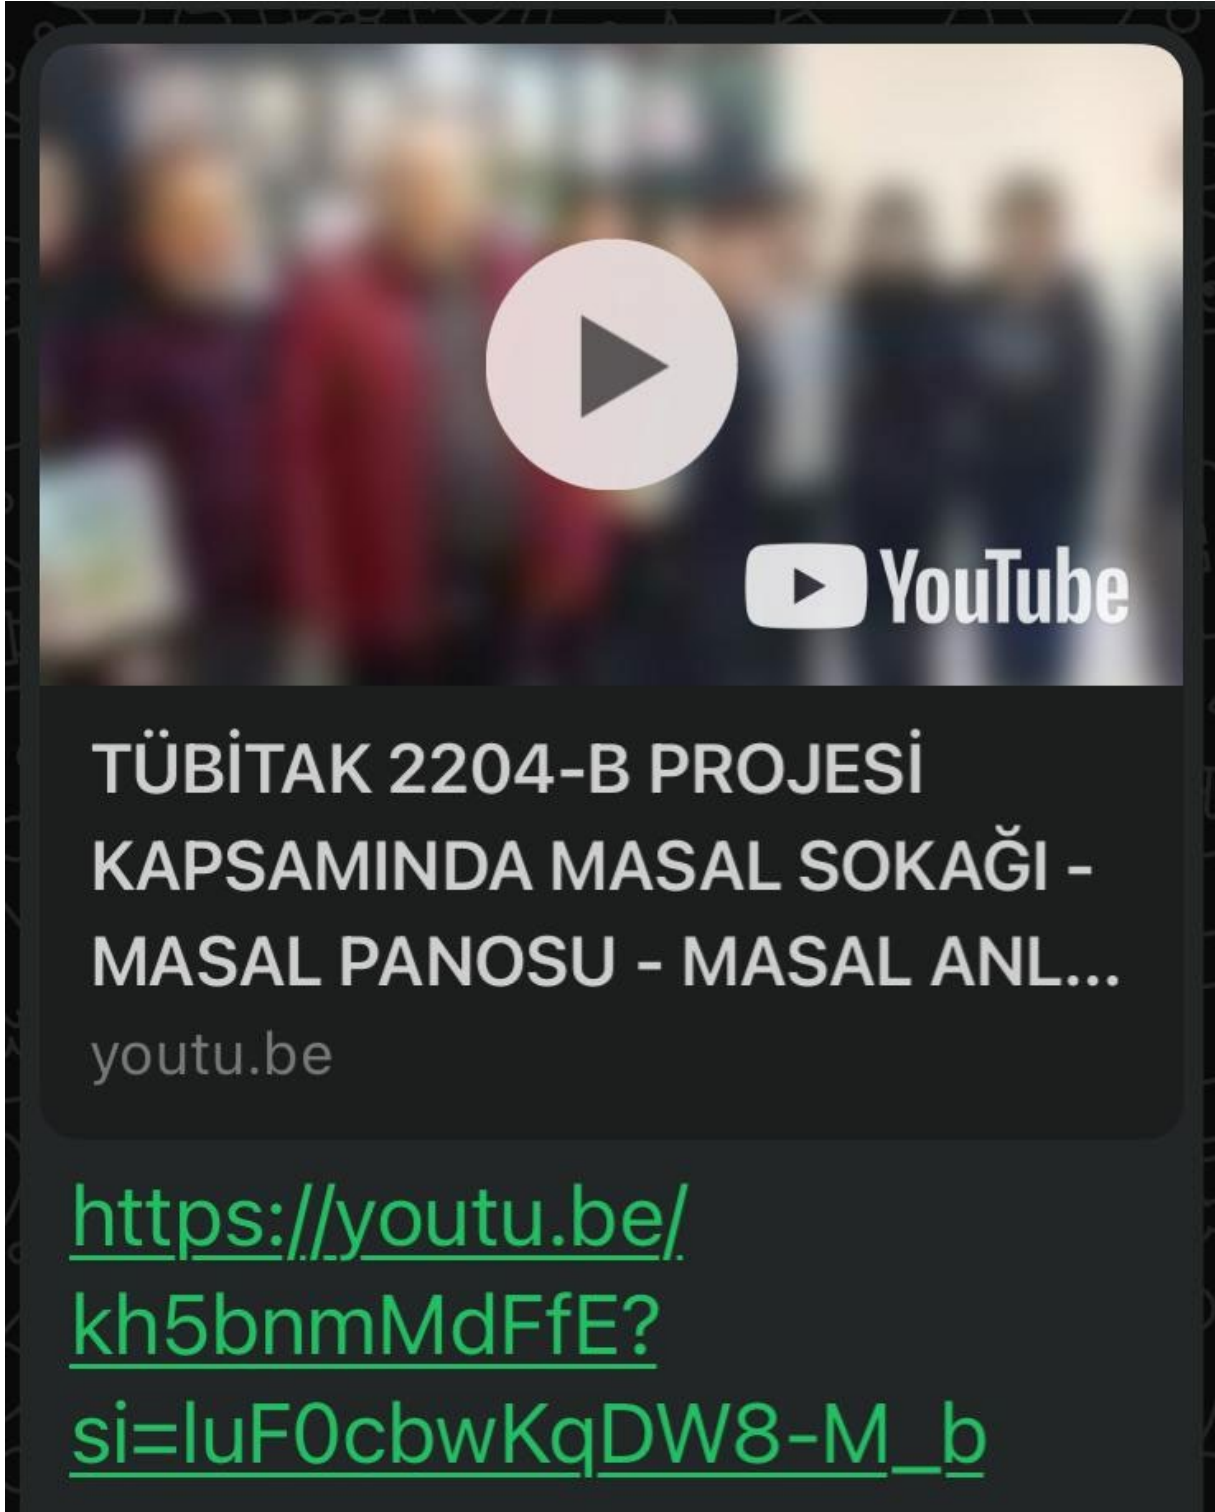 YouTube
TÜBİTAK 2204-B PROJESİ
KAPSAMINDA MASAL SOKAĞI -
MASAL PANOSU - MASAL ANL...
youtu.be
https://youtu.be/
kh5bnmMdFfE?
si=luF0cbwKqDW8-M_b